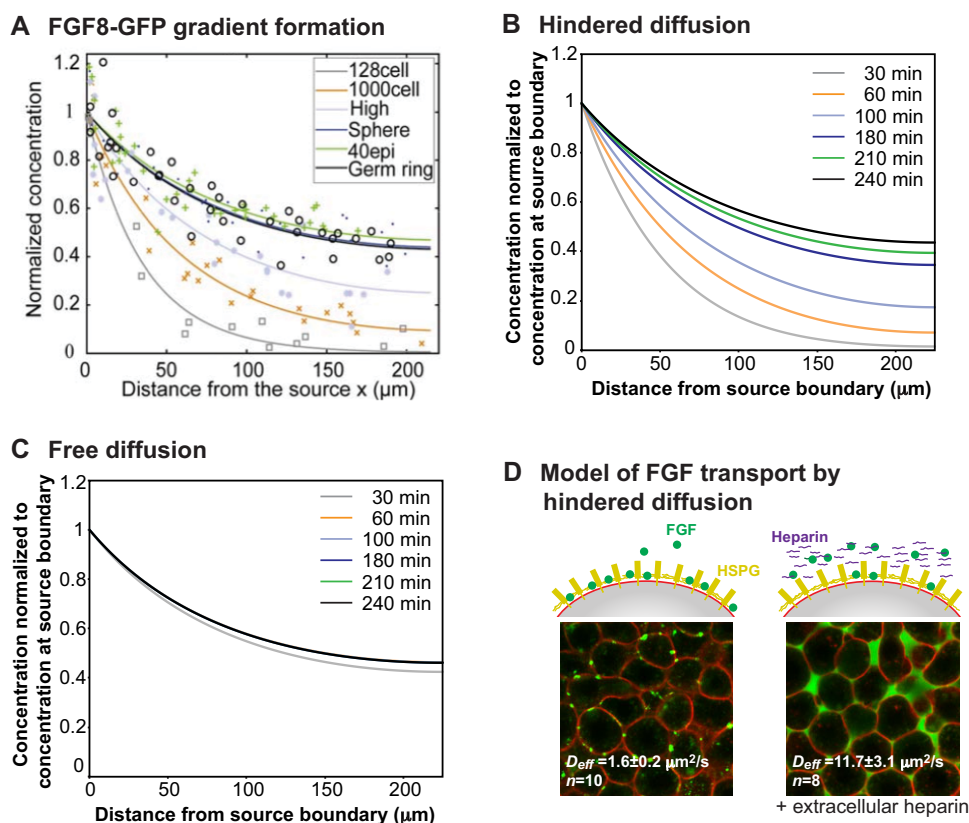 A FGF8-GFP gradient formation
1.2
1
0.8
0.6
0.4
0.2
0
Normalized concentration
128cell
1000cell
High
Sphere
40epi
Germ ring
0 50 100 150 200
Distance from the source x (μm)
B Hindered diffusion
1.2
1
0.8
0.6
0.4
0.2
0
Concentration normalized to
concentration at source boundary
30 min
60 min
100 min
180 min
210 min
240 min
0 50 100 150 200
Distance from source boundary (μm)
C Free diffusion
1.2
1
0.8
0.6
0.4
0.2
0
Concentration normalized to
concentration at source boundary
30 min
60 min
100 min
180 min
210 min
240 min
0 50 100 150 200
Distance from source boundary (μm)
D Model of FGF transport by
hindered diffusion
FGF
HSPG
Heparin
Deff =1.6±0.2 μm²/s
n=10
Deff =11.7±3.1 μm²/s
n=8
+ extracellular heparin